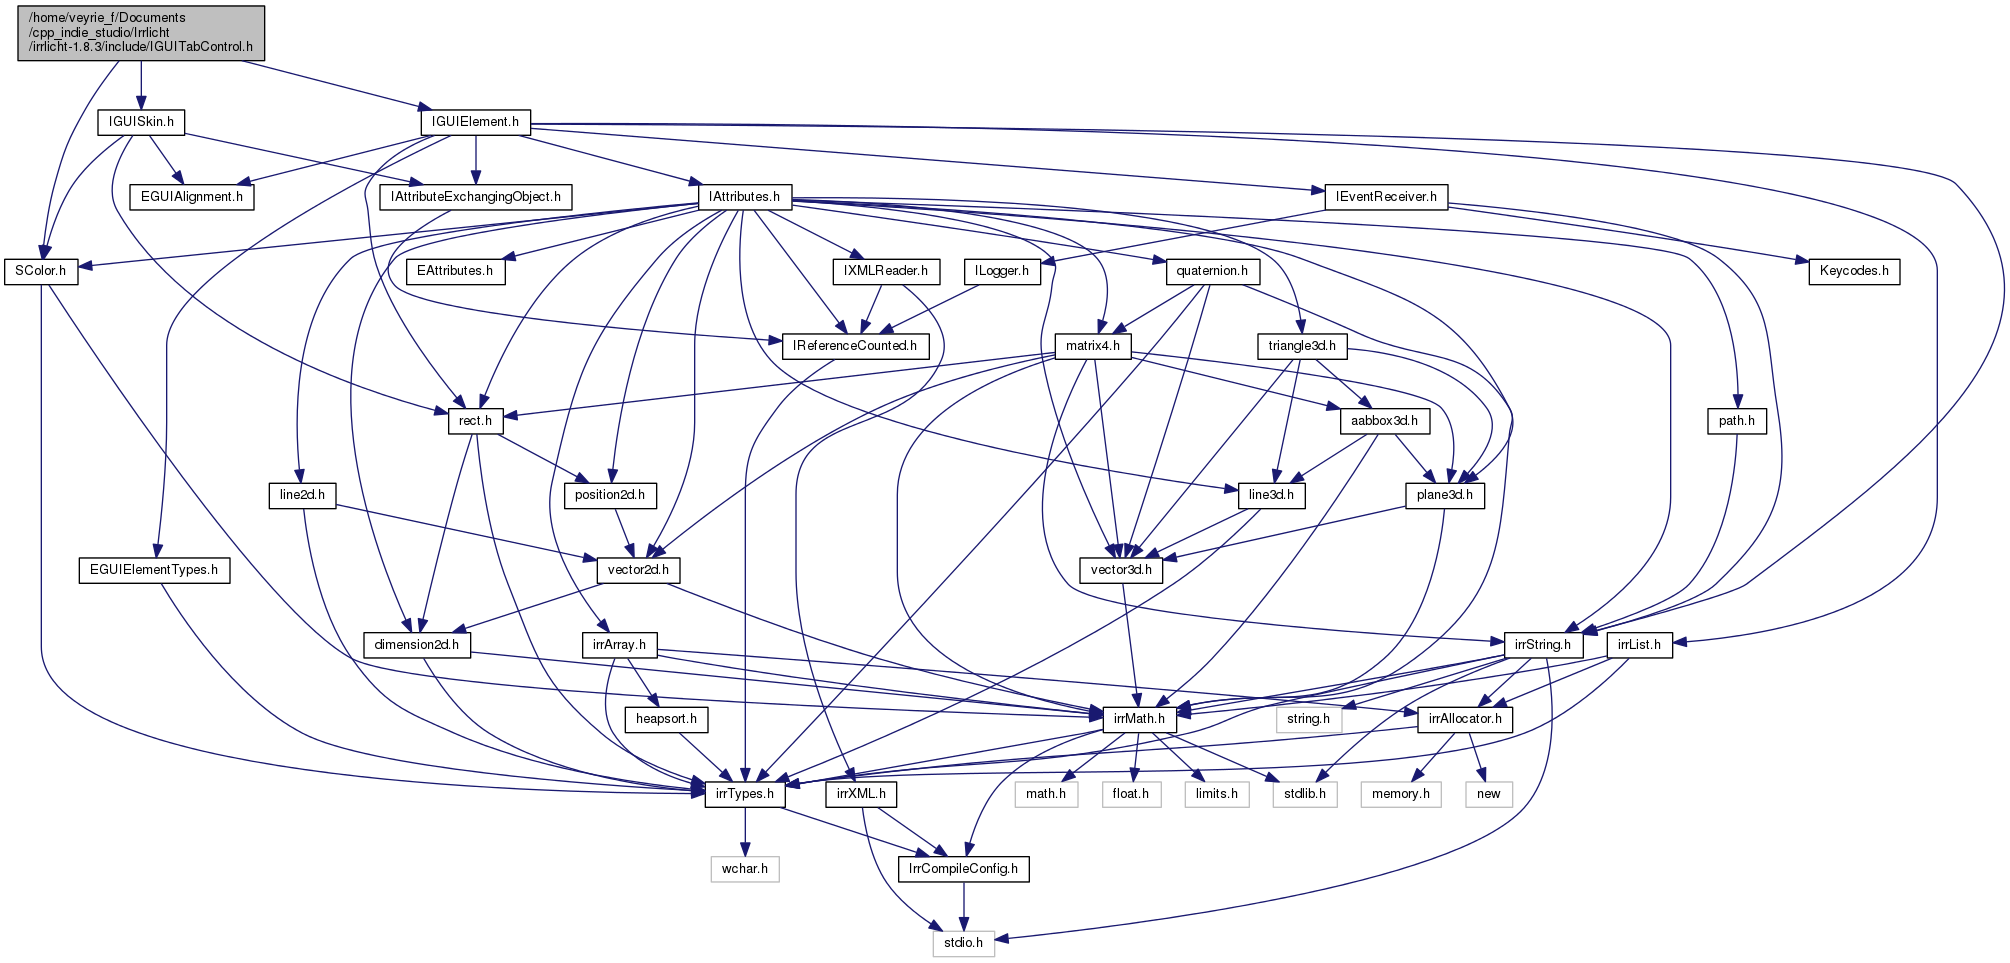 /home/veyrie_f/Documents
/cpp_indie_studio/Irrlicht
/irrlicht-1.8.3/include/IGUITabControl.h
IGUISkin.h
IGUIElement.h
EGUIAlignment.h
IAttributeExchangingObject.h
IAttributes.h
IEventReceiver.h
SColor.h
EAttributes.h
IXMLReader.h
ILogger.h
quaternion.h
Keycodes.h
IReferenceCounted.h
matrix4.h
triangle3d.h
rect.h
aabbox3d.h
path.h
line2d.h
position2d.h
line3d.h
plane3d.h
EGUIElementTypes.h
vector2d.h
vector3d.h
dimension2d.h
irrArray.h
irrString.h
irrList.h
heapsort.h
irrMath.h
string.h
irrAllocator.h
irrTypes.h
irrXML.h
math.h
float.h
limits.h
stdlib.h
memory.h
new
wchar.h
IrrCompileConfig.h
stdio.h